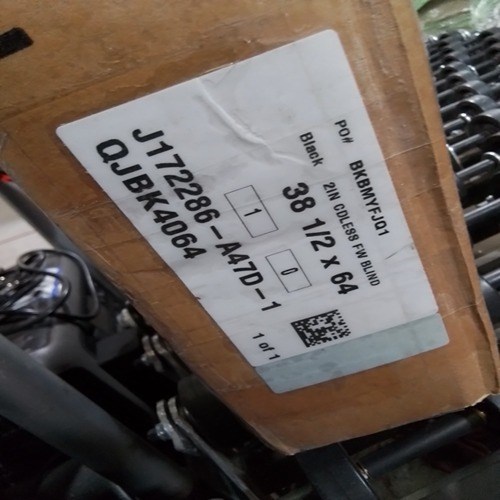 PO# BKBMYFJQ1
Black 2IN CDLESS FW BLIND
38 1/2 X 64
1 0
J172286-A47D-1
QJBK4064
1 of 1